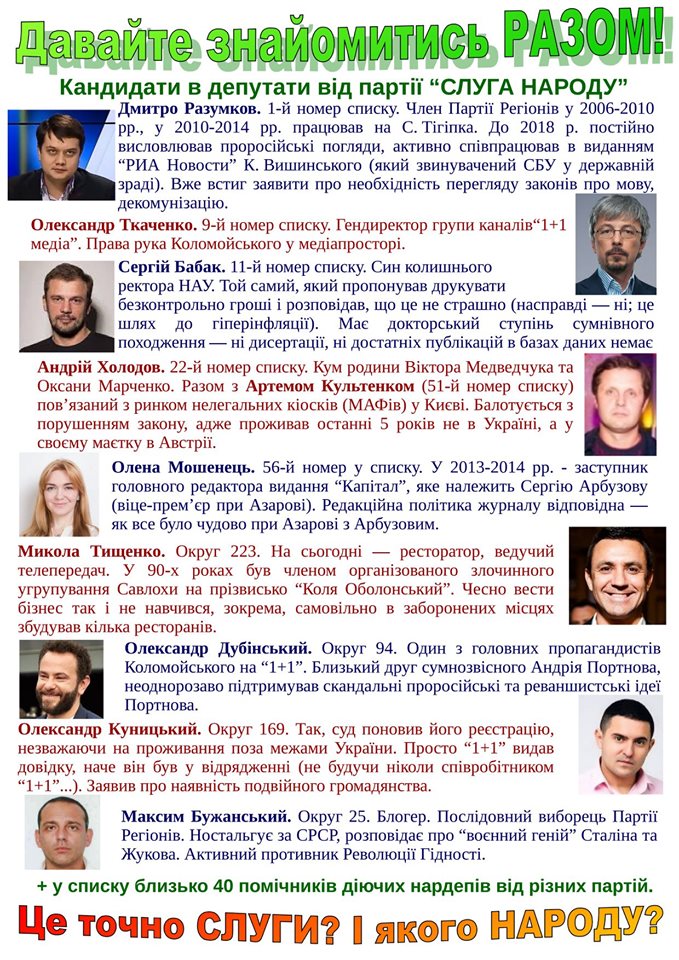 Давайте знайомитись РАЗОМ!
Кандидати в депутати від партії “СЛУГА НАРОДУ”
Дмитро Разумков. 1-й номер списку. Член Партії Регіонів у 2006-2010
рр., у 2010-2014 рр. працював на С. Тігіпка. До 2018 р. постійно
висловлював проросійські погляди, активно співпрацював в виданням
“РИА Новости” К. Вишинського (який звинувачений СБУ у державній
зраді). Вже встиг заявити про необхідність перегляду законів про мову,
декомунізацію.
Олександр Ткаченко. 9-й номер списку. Гендиректор групи каналів“1+1
медіа”. Права рука Коломойського у медіапросторі.
Сергій Бабак. 11-й номер списку. Син колишнього
ректора НАУ. Той самий, який пропонував друкувати
безконтрольно гроші і розповідав, що це не страшно (насправді — ні; це
шлях до гіперінфляції). Має докторський ступінь сумнівного
походження — ні дисертації, ні достатніх публікацій в базах даних немає
Андрій Холодов. 22-й номер списку. Кум родини Віктора Медведчука та
Оксани Марченко. Разом з Артемом Культенком (51-й номер списку)
пов’язаний з ринком нелегальних кіосків (МАФів) у Києві. Балотується з
порушенням закону, адже проживав останні 5 років не в Україні, а у
своєму маєтку в Австрії.
Олена Мошенець. 56-й номер у списку. У 2013-2014 рр. - заступник
головного редактора видання “Капітал”, яке належить Сергію Арбузову
(віце-прем’єр при Азарові). Редакційна політика журналу відповідна —
як все було чудово при Азарові з Арбузовим.
Микола Тищенко. Округ 223. На сьогодні — ресторатор, ведучий
телепередач. У 90-х роках був членом організованого злочинного
угрупування Савлохи на прізвисько “Коля Оболонський”. Чесно вести
бізнес так і не навчився, зокрема, самовільно в заборонених місцях
збудував кілька ресторанів.
Олександр Дубінський. Округ 94. Один з головних пропагандистів
Коломойського на “1+1”. Близький друг сумнозвісного Андрія Портнова,
неоднорозаво підтримував скандальні проросійські та реваншистські ідеї
Портнова.
Олександр Куницький. Округ 169. Так, суд поновив його реєстрацію,
незважаючи на проживання поза межами України. Просто “1+1” видав
довідку, наче він був у відрядженні (не будучи ніколи співробітником
“1+1”...). Заявив про наявність подвійного громадянства.
Максим Бужанський. Округ 25. Блогер. Послідовний виборець Партії
Регіонів. Ностальгує за СРСР, розповідає про “воєнний геній” Сталіна та
Жукова. Активний противник Революції Гідності.
+ у списку близько 40 помічників діючих нардепів від різних партій.
Це точно СЛУГИ? І якого НАРОДУ?